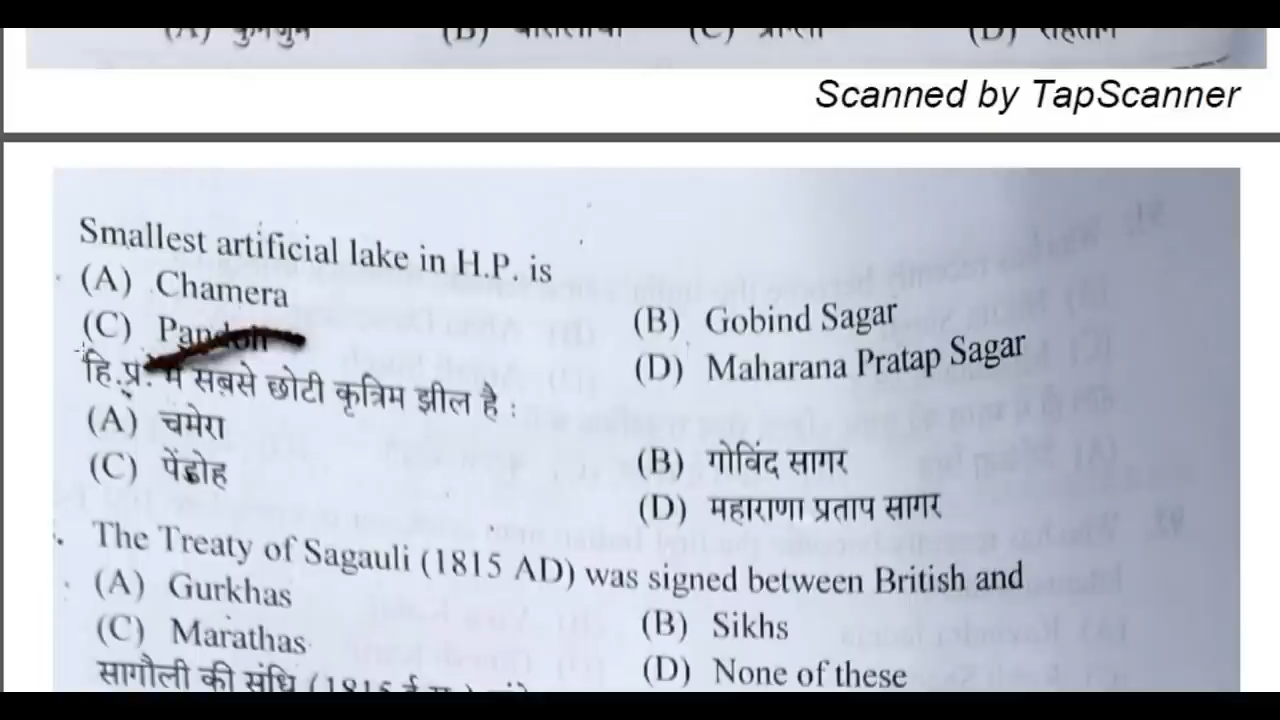 Scanned by TapScanner
Smallest artificial lake in H.P. is
(A) Chamera
(B) Gobind Sagar
(C) Pandoh
(D) Maharana Pratap Sagar
हि.प्र. में सबसे छोटी कृत्रिम झील है :
(A) चमेरा
(B) गोविंद सागर
(C) पेंडोह
(D) महाराणा प्रताप सागर
The Treaty of Sagauli (1815 AD) was signed between British and
(A) Gurkhas
(B) Sikhs
(C) Marathas
(D) None of these
सागौली की संधि (1815